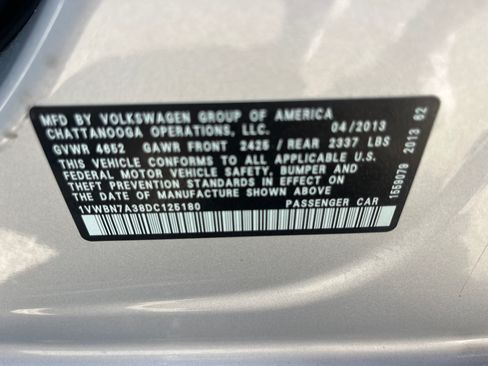 MFD BY VOLKSWAGEN GROUP OF AMERICA
CHATTANOOGA OPERATIONS, LLC. 04/2013
GVWR 4652 GAWR FRONT 2425 / REAR 2337 LBS
THIS VEHICLE CONFORMS TO ALL APPLICABLE U.S.
FEDERAL MOTOR VEHICLE SAFETY, BUMPER AND
THEFT PREVENTION STANDARDS IN EFFECT ON
THE DATE OF MANUFACTURE SHOWN ABOVE.
1VWBN7A38DC125180 PASSENGER CAR
1559079 2013 62